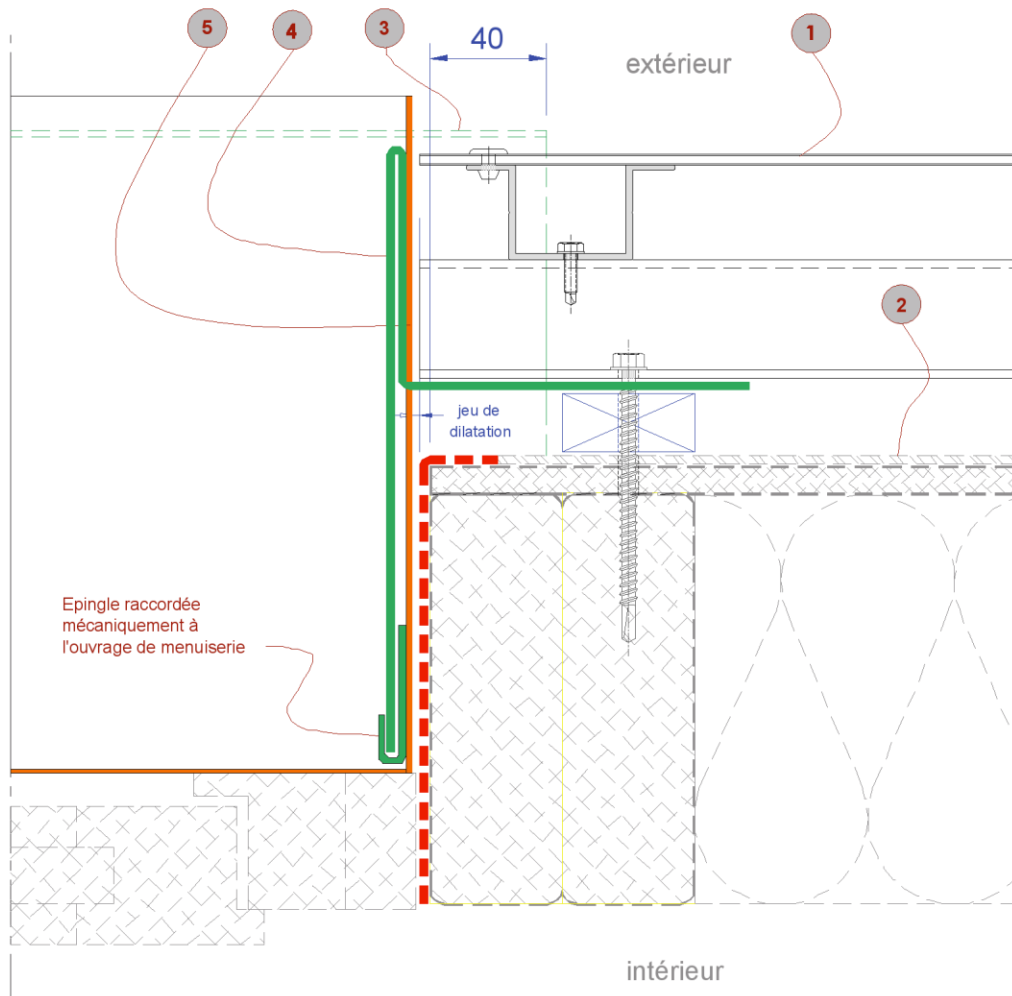 5
4
3
1
40
extérieur
2
jeu de
dilatation
Epingle raccordée
mécaniquement à
l'ouvrage de menuiserie
intérieur